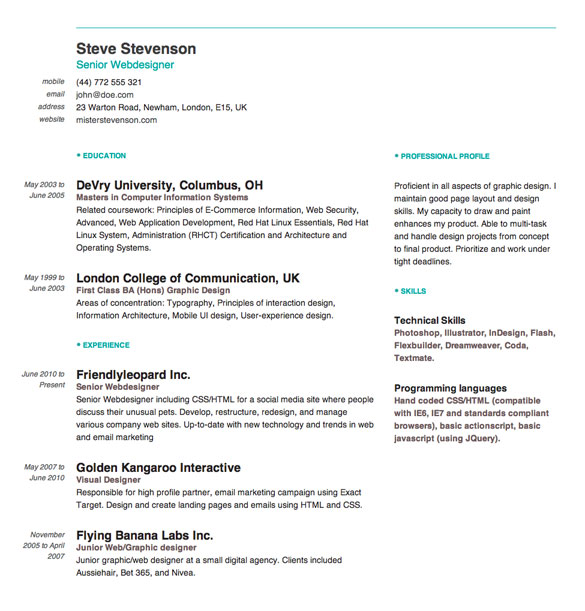 Steve Stevenson
Senior Webdesigner
mobile (44) 772 555 321
email john@doe.com
address 23 Warton Road, Newham, London, E15, UK
website misterstevenson.com
* EDUCATION
May 2003 to
June 2005
DeVry University, Columbus, OH
Masters in Computer Information Systems
Related coursework: Principles of E-Commerce Information, Web Security,
Advanced, Web Application Development, Red Hat Linux Essentials, Red Hat
Linux System, Administration (RHCT) Certification and Architecture and
Operating Systems.
May 1999 to
June 2003
London College of Communication, UK
First Class BA (Hons) Graphic Design
Areas of concentration: Typography, Principles of interaction design,
Information Architecture, Mobile UI design, User-experience design.
* EXPERIENCE
June 2010 to
Present
Friendlyleopard Inc.
Senior Webdesigner
Senior Webdesigner including CSS/HTML for a social media site where people
discuss their unusual pets. Develop, restructure, redesign, and manage
various company web sites. Up-to-date with new technology and trends in web
and email marketing
May 2007 to
June 2010
Golden Kangaroo Interactive
Visual Designer
Responsible for high profile partner, email marketing campaign using Exact
Target. Design and create landing pages and emails using HTML and CSS.
November
2005 to April
2007
Flying Banana Labs Inc.
Junior Web/Graphic designer
Junior graphic/web designer at a small digital agency. Clients included
Aussiehair, Bet 365, and Nivea.
* PROFESSIONAL PROFILE
Proficient in all aspects of graphic design. I
maintain good page layout and design
skills. My capacity to draw and paint
enhances my product. Able to multi-task
and handle design projects from concept
to final product. Prioritize and work under
tight deadlines.
* SKILLS
Technical Skills
Photoshop, Illustrator, InDesign, Flash,
Flexbuilder, Dreamweaver, Coda,
Textmate.
Programming languages
Hand coded CSS/HTML (compatible
with IE6, IE7 and standards compliant
browsers), basic actionscript, basic
javascript (using JQuery).